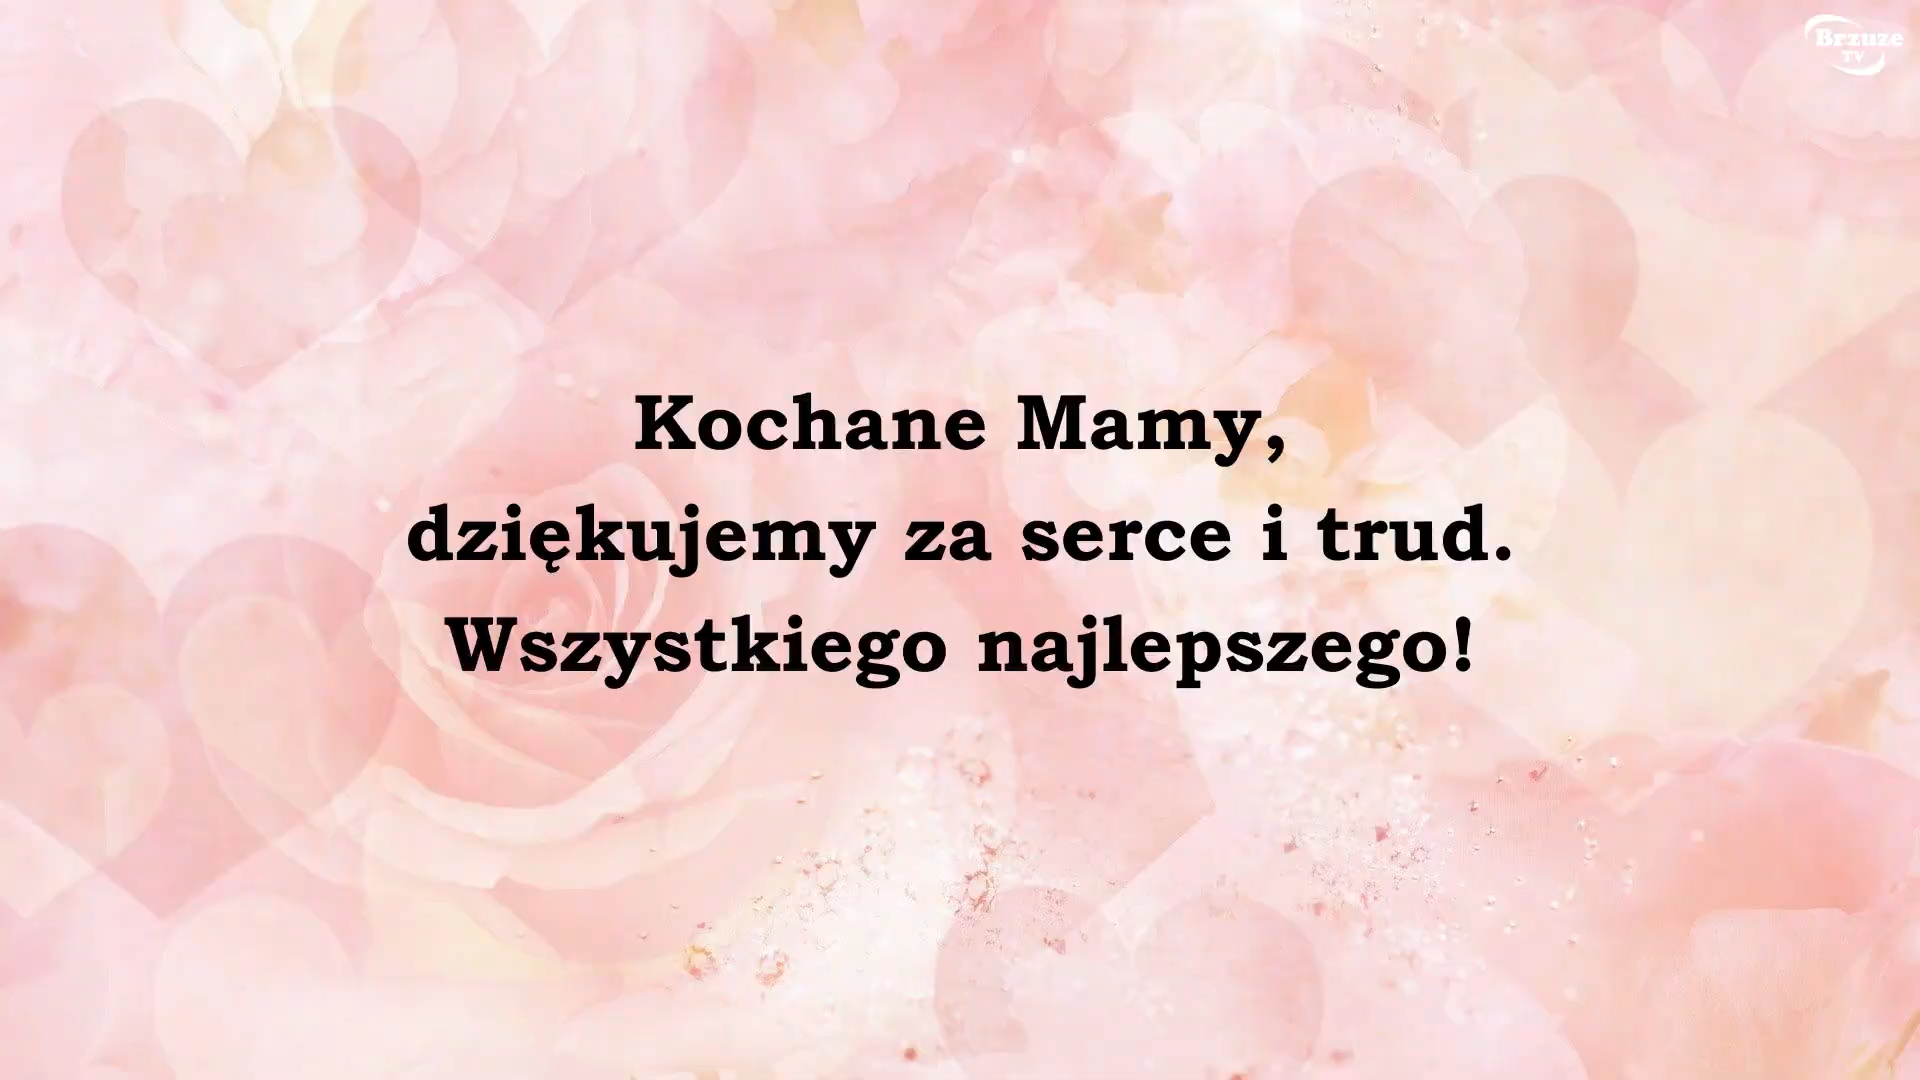 Brzuze
TV
Kochane Mamy,
dziękujemy za serce i trud.
Wszystkiego najlepszego!